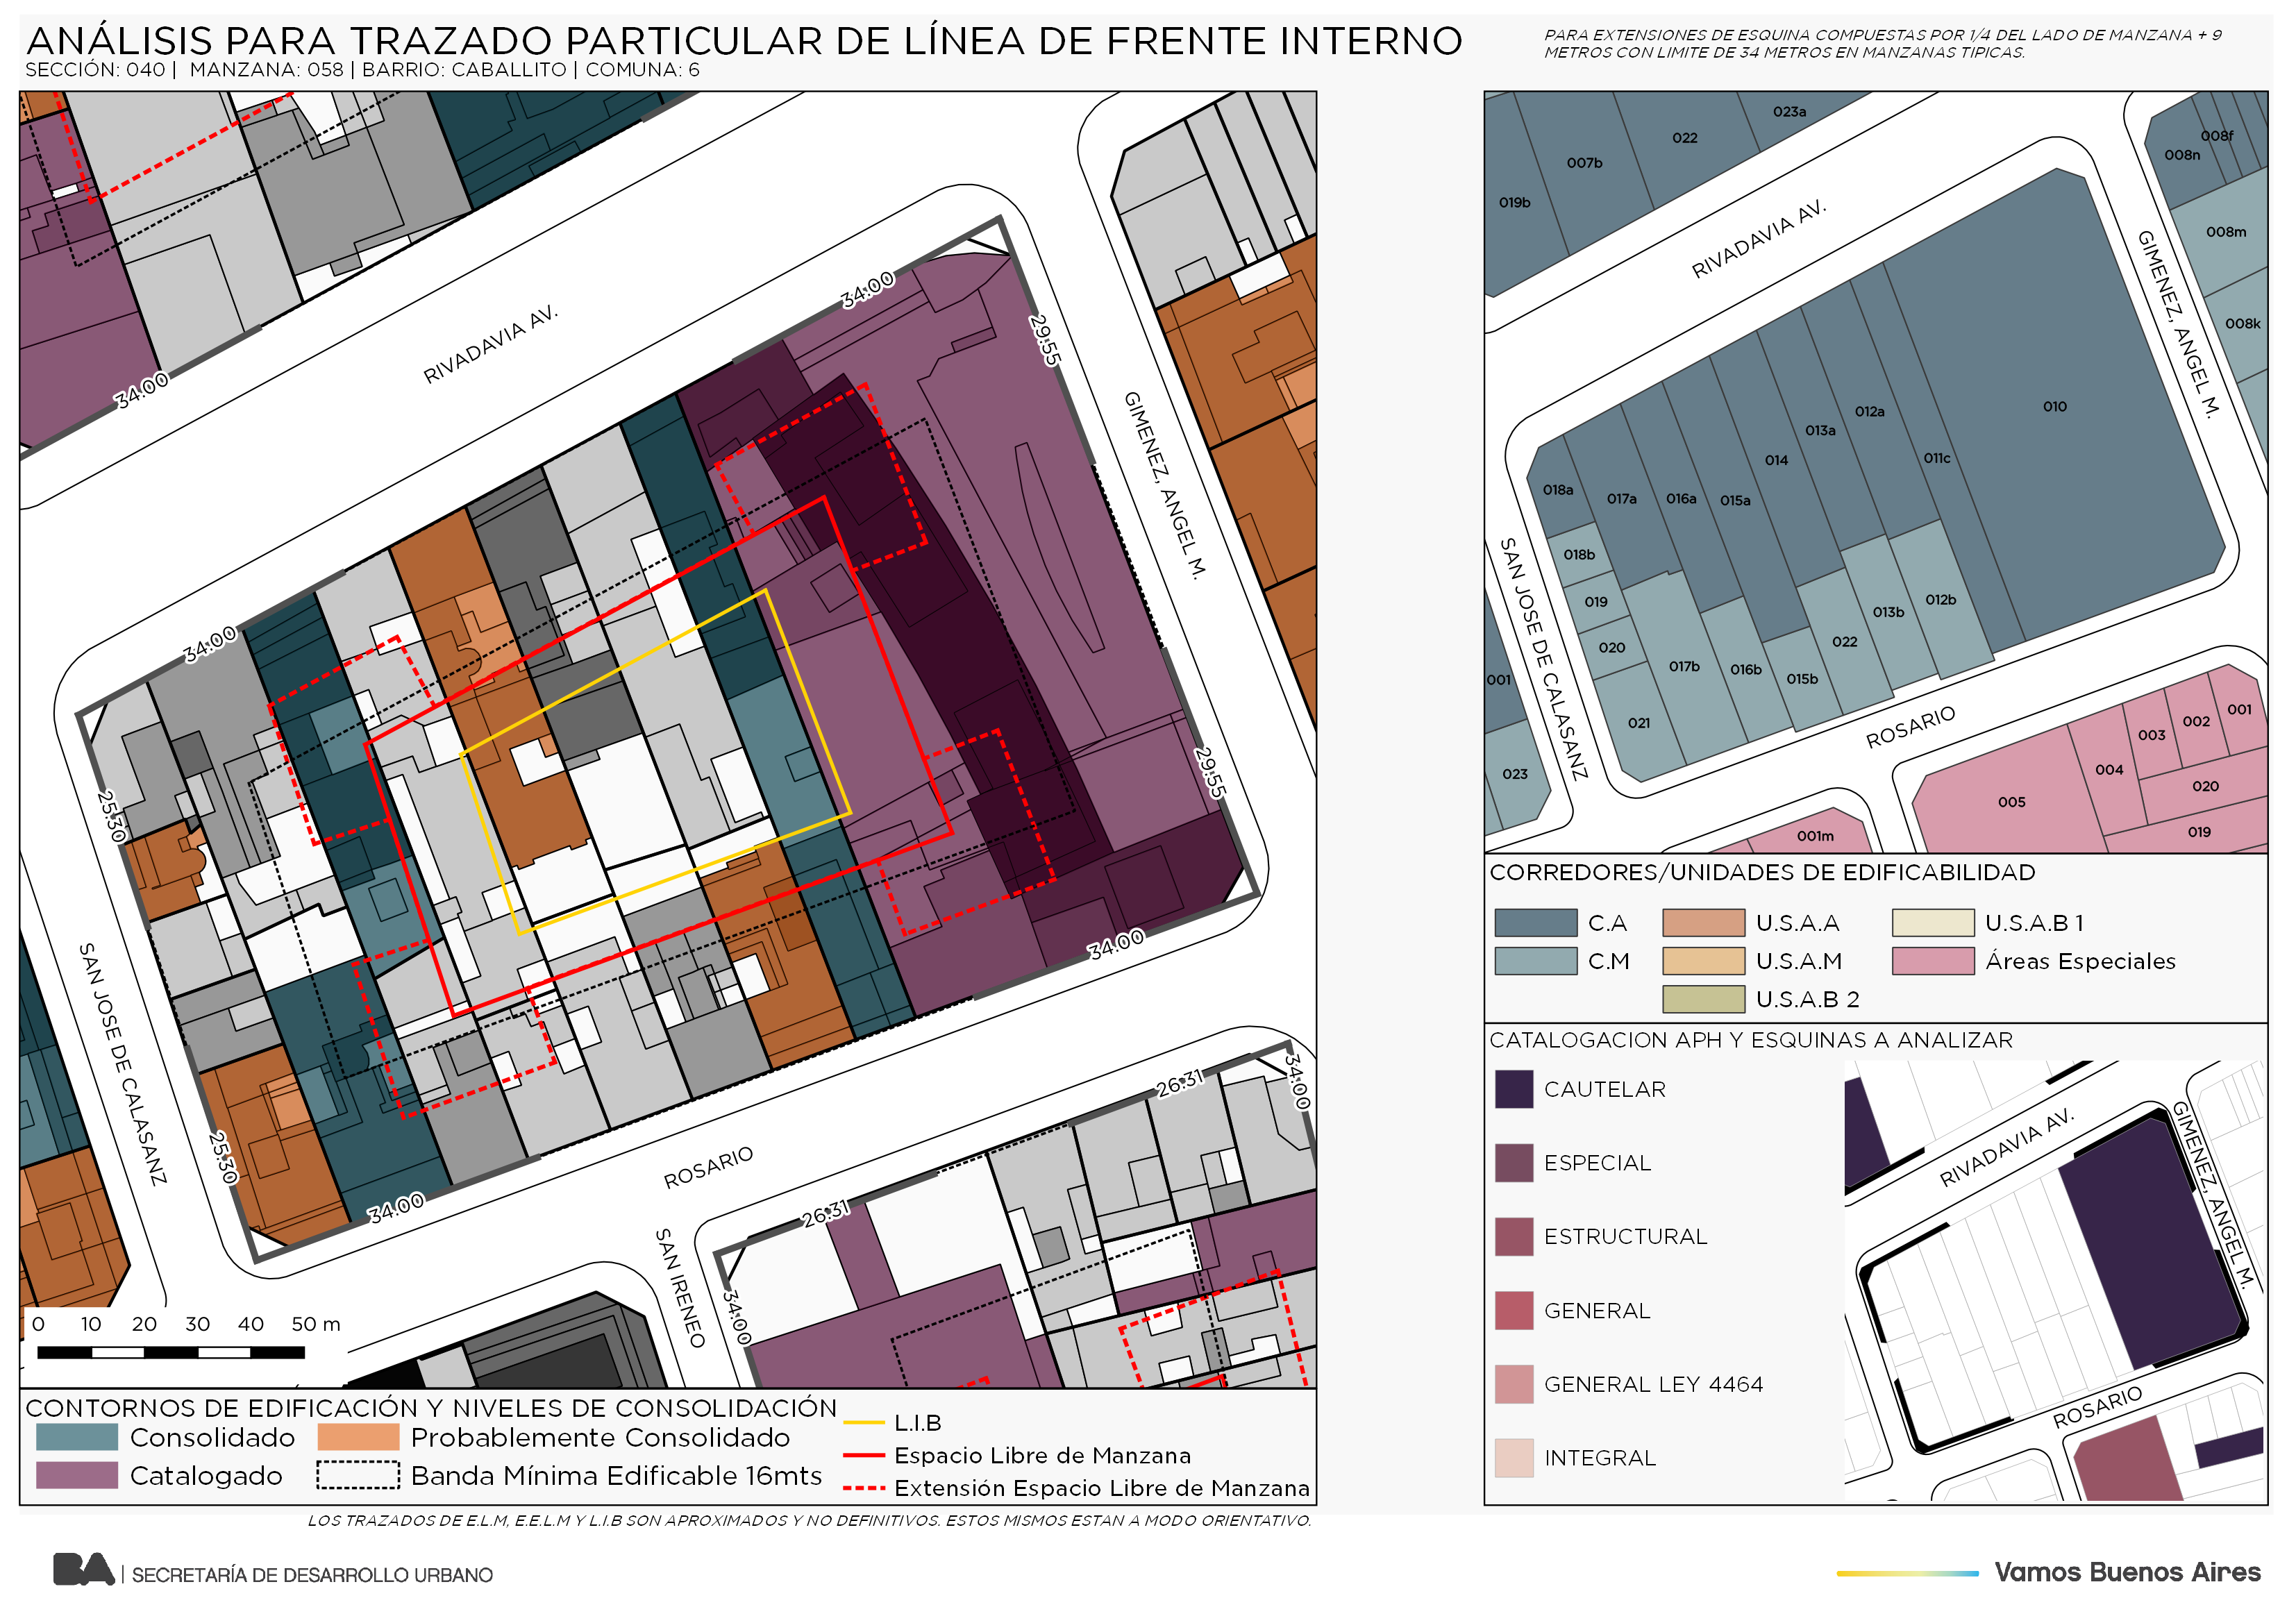 ANÁLISIS PARA TRAZADO PARTICULAR DE LÍNEA DE FRENTE INTERNO
SECCIÓN: 040 | MANZANA: 058 | BARRIO: CABALLITO | COMUNA: 6
PARA EXTENSIONES DE ESQUINA COMPUESTAS POR 1/4 DEL LADO DE MANZANA + 9
METROS CON LIMITE DE 34 METROS EN MANZANAS TIPICAS.
34.00
RIVADAVIA AV.
34.00
29.55
GIMENEZ, ANGEL M.
34.00
25.30
29.55
34.00
SAN JOSE DE CALASANZ
25.30
34.00
ROSARIO
26.31
34.00
26.31
SAN IRENEO
34.00
0 10 20 30 40 50 m
CONTORNOS DE EDIFICACIÓN Y NIVELES DE CONSOLIDACIÓN
Consolidado
Probablemente Consolidado
Catalogado
Banda Mínima Edificable 16mts
L.I.B
Espacio Libre de Manzana
Extensión Espacio Libre de Manzana
LOS TRAZADOS DE E.L.M, E.E.L.M Y L.I.B SON APROXIMADOS Y NO DEFINITIVOS. ESTOS MISMOS ESTAN A MODO ORIENTATIVO.
023a
022
007b
019b
008f
008n
008m
008k
RIVADAVIA AV.
GIMENEZ, ANGEL M.
010
012a
013a
014
011c
015a
016a
017a
018a
018b
019
020
021
017b
016b
015b
022
013b
012b
SAN JOSE DE CALASANZ
001
023
ROSARIO
001
002
003
004
020
005
019
001m
CORREDORES/UNIDADES DE EDIFICABILIDAD
C.A
U.S.A.A
U.S.A.B 1
C.M
U.S.A.M
Áreas Especiales
U.S.A.B 2
CATALOGACION APH Y ESQUINAS A ANALIZAR
CAUTELAR
ESPECIAL
ESTRUCTURAL
GENERAL
GENERAL LEY 4464
INTEGRAL
RIVADAVIA AV.
GIMENEZ, ANGEL M.
ROSARIO
BA | SECRETARÍA DE DESARROLLO URBANO
Vamos Buenos Aires